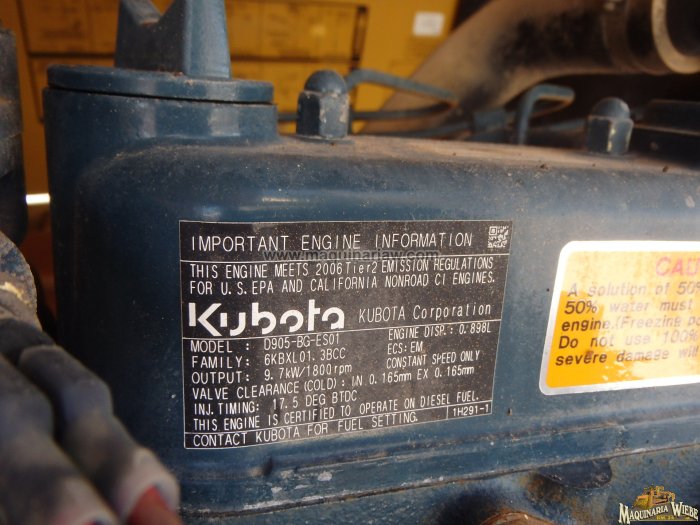 IMPORTANT ENGINE INFORMATION
www.maquinariaw.com
THIS ENGINE MEETS 2006 Tier2 EMISSION REGULATIONS
FOR U.S. EPA AND CALIFORNIA NONROAD CI ENGINES.
Kubota KUBOTA Corporation
MODEL : D905-BG-ES01 ENGINE DISP.: 0.898L
FAMILY: 6KBXL01.3BCC ECS: EM
OUTPUT: 9.7kW/1800rpm CONSTANT SPEED ONLY
VALVE CLEARANCE (COLD): IN 0.165mm EX 0.165mm
INJ. TIMING: 17.5 DEG BTDC
THIS ENGINE IS CERTIFIED TO OPERATE ON DIESEL FUEL.
CONTACT KUBOTA FOR FUEL SETTING. 1H291-1
A solution of 50%
50% water must
engine.(Freezing
Do not use 100%
severe damage
MAQUINARIA WIEBE